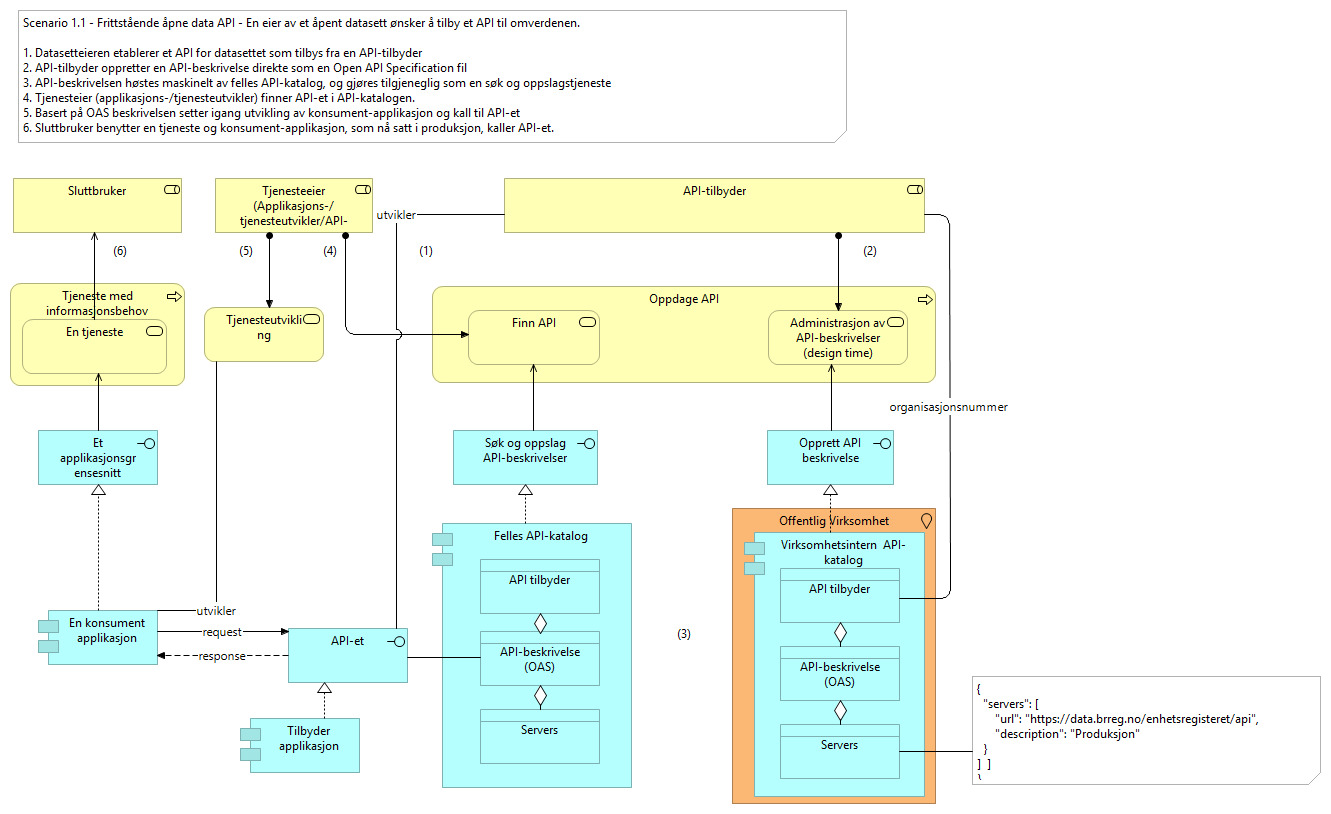 Scenario 1.1 - Frittstående åpne data API - En eier av et åpent datasett ønsker å tilby et API til omverdenen.
1. Datasetteieren etablerer et API for datasettet som tilbys fra en API-tilbyder
2. API-tilbyder oppretter en API-beskrivelse direkte som en Open API Specification fil
3. API-beskrivelsen høstes maskinelt av felles API-katalog, og gjøres tilgjeneglig som en søk og oppslagstjeneste
4. Tjenesteier (applikasjons-/tjenesteutvikler) finner API-et i API-katalogen.
5. Basert på OAS beskrivelsen setter igang utvikling av konsument-applikasjon og kall til API-et
6. Sluttbruker benytter en tjeneste og konsument-applikasjon, som nå satt i produksjon, kaller API-et.
Sluttbruker
Tjenesteeier
(Applikasjons-/
tjenesteutvikler/API-
API-tilbyder
utvikler
(6)
(5)
(4)
(1)
(2)
Tjeneste med
informasjonsbehov
En tjeneste
Tjenesteutvikli
ng
Oppdage API
Finn API
Administrasjon av
API-beskrivelser
(design time)
organisasjonsnummer
Et
applikasjonsgr
ensesnitt
Søk og oppslag
API-beskrivelser
Opprett API
beskrivelse
Felles API-katalog
API tilbyder
API-beskrivelse
(OAS)
Servers
Offentlig Virksomhet
Virksomhetsintern API-
katalog
API tilbyder
API-beskrivelse
(OAS)
Servers
(3)
En konsument
applikasjon
utvikler
request
response
API-et
Tilbyder
applikasjon
{
"servers": [
"url": "https://data.brreg.no/enhetsregisteret/api",
"description": "Produksjon"
}
] ]